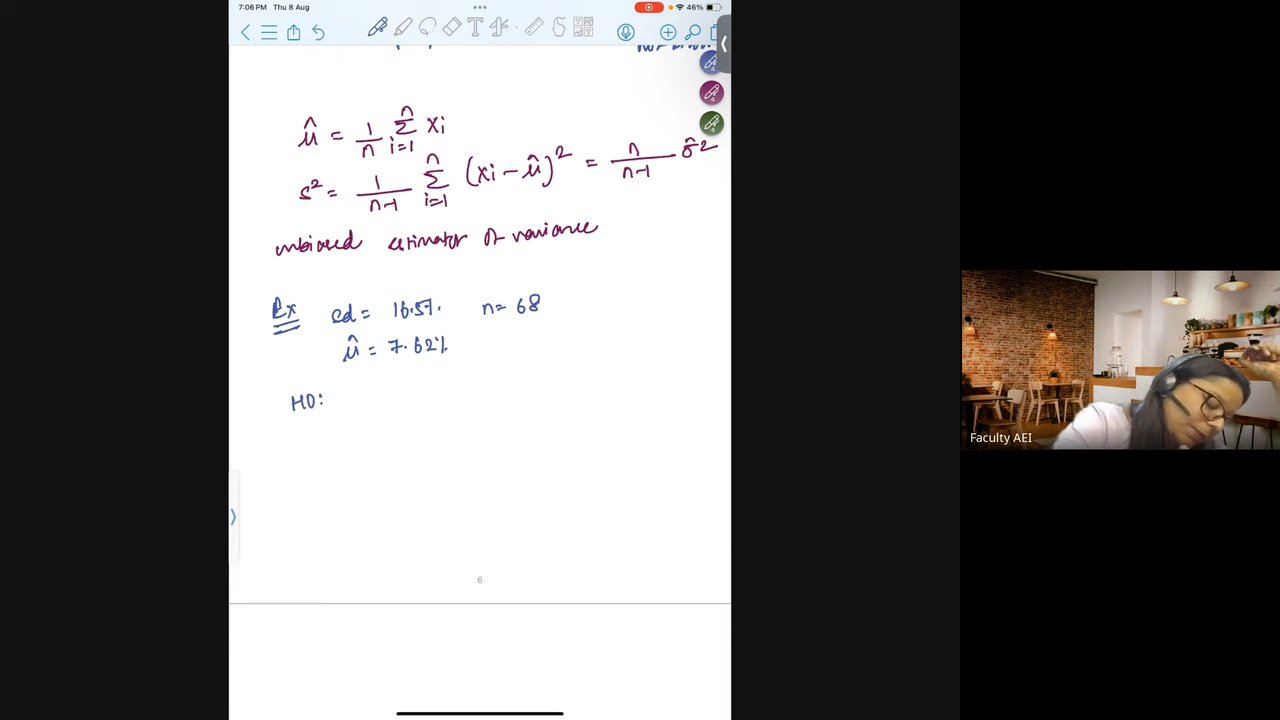 7:06 PM Thu 8 Aug
46%
μ̂ = 1/n Σ_{i=1}^{n} xi
s² = 1/(n-1) Σ_{i=1}^{n} (xi - μ̂)² = n/(n-1) σ̂²
unbiased estimator of variance
Ex sd = 16.5%. n = 68
μ̂ = 7.62%
H0:
6
Faculty AEI